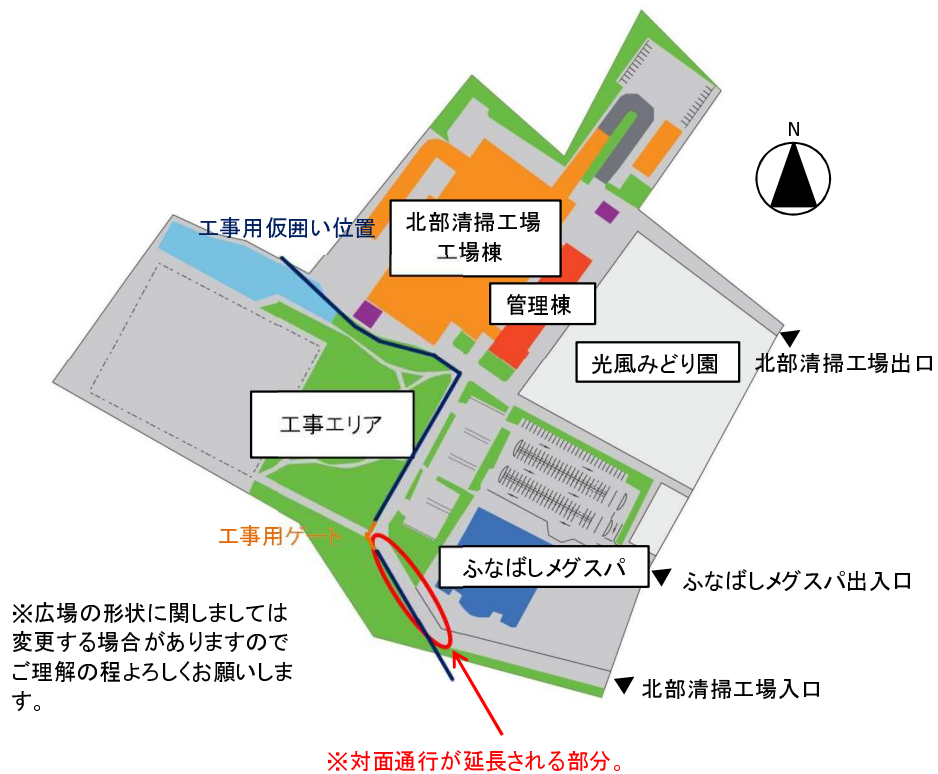 N
工事用仮囲い位置
北部清掃工場
工場棟
管理棟
光風みどり園
北部清掃工場出口
工事エリア
工事用ゲート
ふなばしメグスパ
ふなばしメグスパ出入口
※広場の形状に関しましては
変更する場合がありますので
ご理解の程よろしくお願いしま
す。
北部清掃工場入口
※対面通行が延長される部分。